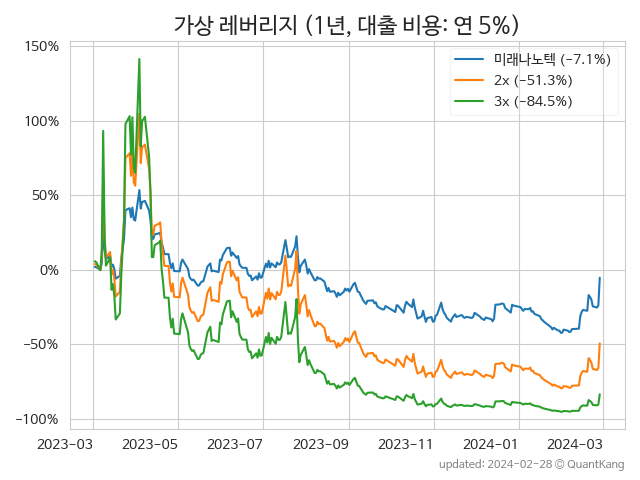 가상 레버리지 (1년, 대출 비용: 연 5%)
150%
100%
50%
0%
−50%
−100%
미래나노텍 (−7.1%)
2x (−51.3%)
3x (−84.5%)
2023-03
2023-05
2023-07
2023-09
2023-11
2024-01
2024-03
updated: 2024-02-28 ⓒ QuantKang